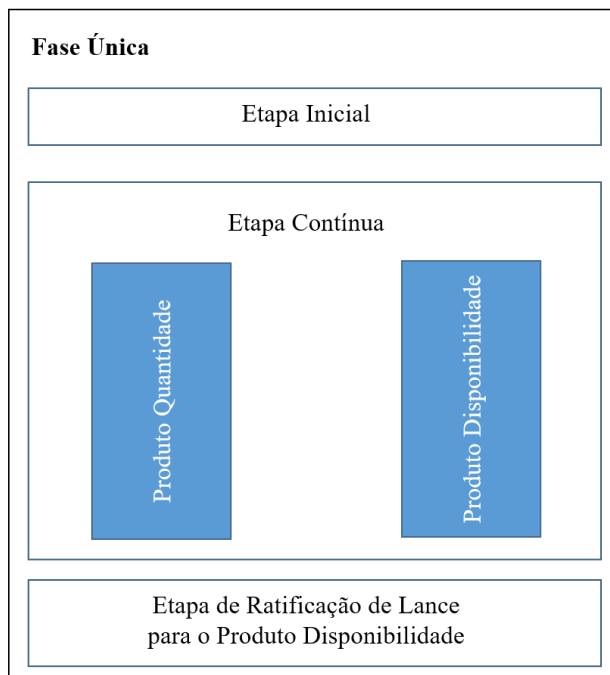 Fase Única
Etapa Inicial
Etapa Contínua
Produto Quantidade
Produto Disponibilidade
Etapa de Ratificação de Lance
para o Produto Disponibilidade